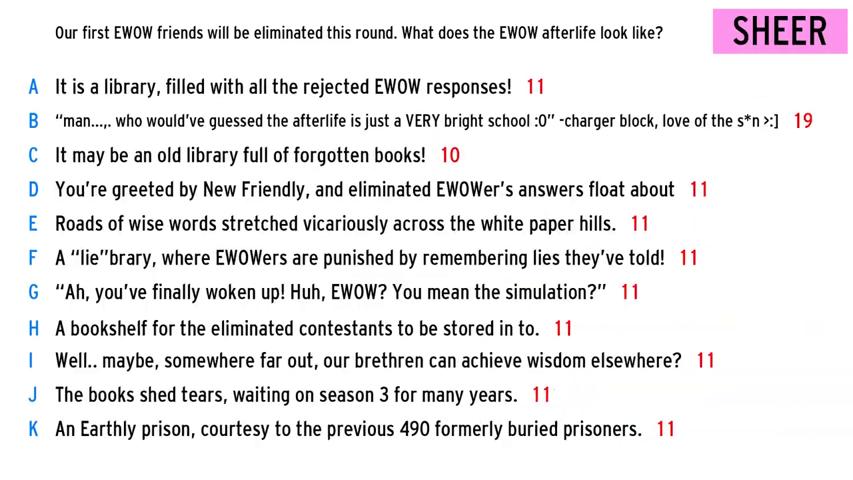 Our first EWOW friends will be eliminated this round. What does the EWOW afterlife look like?
SHEER
A It is a library, filled with all the rejected EWOW responses! 11
B “man...,. who would’ve guessed the afterlife is just a VERY bright school :0” -charger block, love of the s*n >:] 19
C It may be an old library full of forgotten books! 10
D You’re greeted by New Friendly, and eliminated EWOWer’s answers float about 11
E Roads of wise words stretched vicariously across the white paper hills. 11
F A “lie”brary, where EWOWers are punished by remembering lies they’ve told! 11
G “Ah, you’ve finally woken up! Huh, EWOW? You mean the simulation?” 11
H A bookshelf for the eliminated contestants to be stored in to. 11
I Well.. maybe, somewhere far out, our brethren can achieve wisdom elsewhere? 11
J The books shed tears, waiting on season 3 for many years. 11
K An Earthly prison, courtesy to the previous 490 formerly buried prisoners. 11